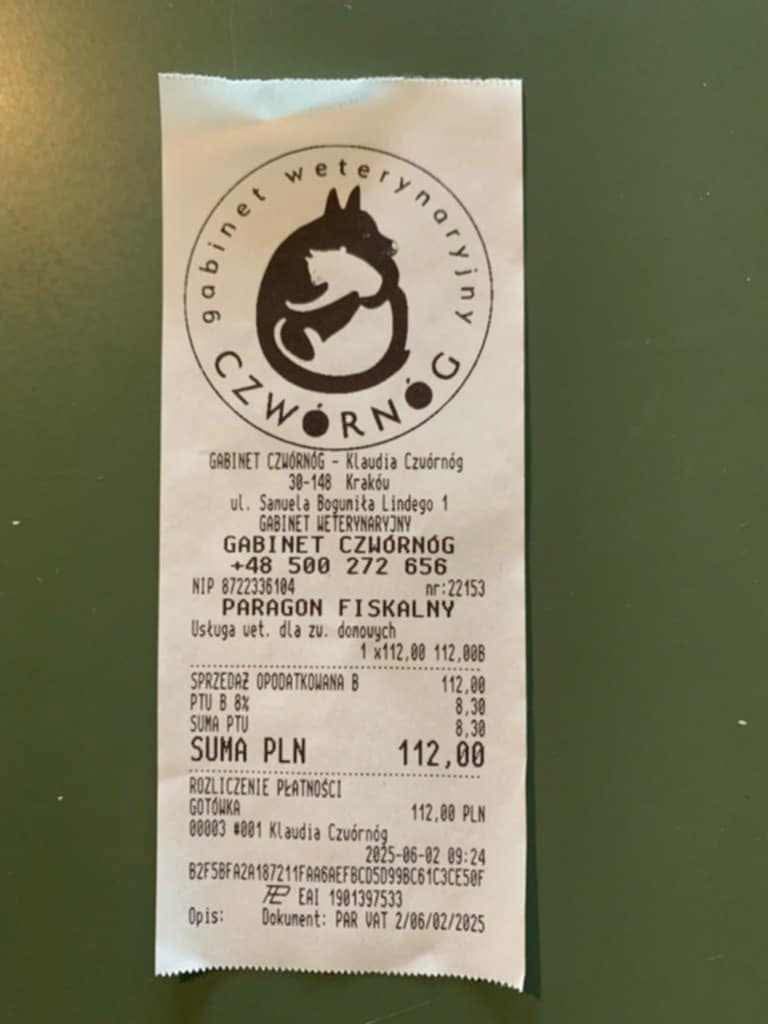 gabinet weterynaryjny
CZWÓRNÓG
GABINET CZWÓRNÓG - Klaudia Czwórnóg
30-148 Kraków
ul. Samuela Bogumiła Lindego 1
GABINET WETERYNARYJNY
GABINET CZWÓRNÓG
+48 500 272 656
NIP 8722336104 nr:22153
PARAGON FISKALNY
Usługa wet. dla zw. domowych
1 x112,00 112,00B
SPRZEDAŻ OPODATKOWANA B 112,00
PTU B 8% 8,30
SUMA PTU 8,30
SUMA PLN 112,00
ROZLICZENIE PŁATNOŚCI
GOTÓWKA 112,00 PLN
00003 #001 Klaudia Czwórnóg
2025-06-02 09:24
B2F5BFA2A187211FAA6AEFBCD5D99BC61C3CE50F
EAI 1901397533
Opis: Dokument: PAR VAT 2/06/02/2025